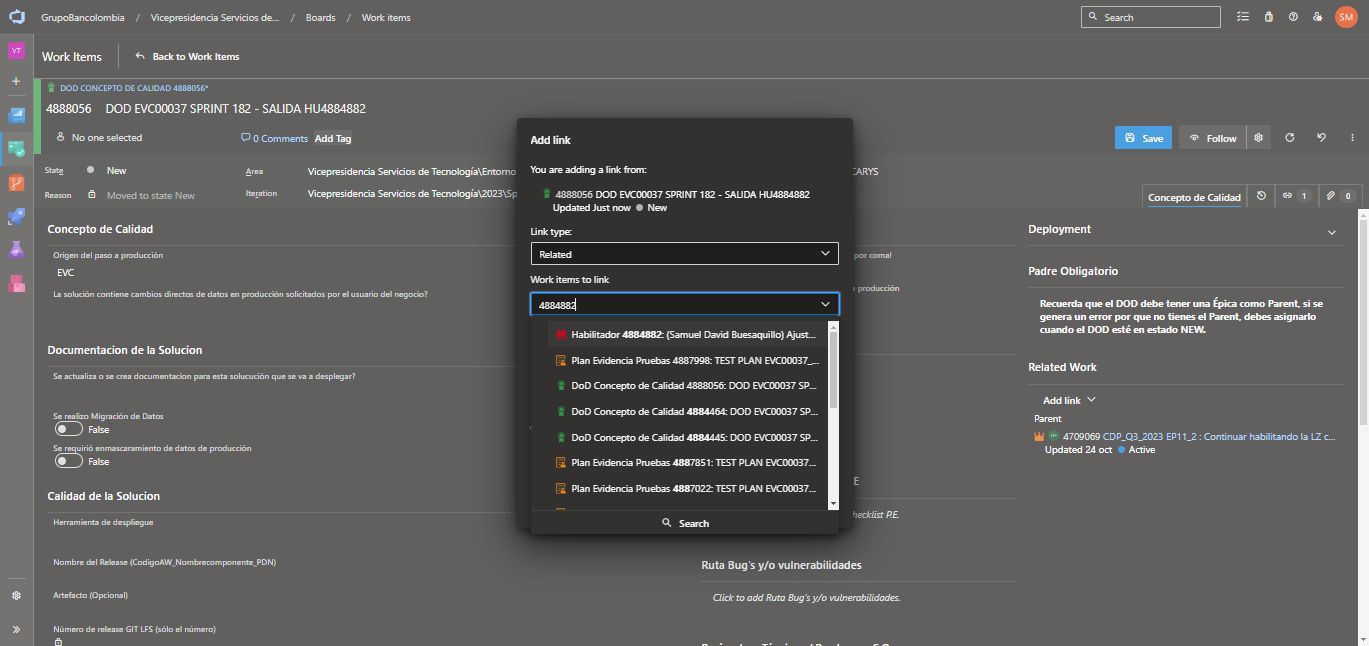 GrupoBancolombia / Vicepresidencia Servicios de... / Boards / Work items
Search
SM
VT
Work Items
Back to Work Items
DOD CONCEPTO DE CALIDAD 4888056*
4888056 DOD EVC00037 SPRINT 182 - SALIDA HU4884882
No one selected
0 Comments
Add Tag
Save
Follow
State
New
Area
Vicepresidencia Servicios de Tecnología\Entorno
CARYS
Reason
Moved to state New
Iteration
Vicepresidencia Servicios de Tecnología\2023\Sp
Concepto de Calidad
1
0
Concepto de Calidad
Origen del paso a producción
EVC
La solución contiene cambios directos de datos en producción solicitados por el usuario del negocio?
Documentacion de la Solucion
Se actualiza o se crea documentacion para esta solucución que se va a desplegar?
Se realizo Migración de Datos
False
Se requirió enmascaramiento de datos de producción
False
Calidad de la Solucion
Herramienta de despliegue
Nombre del Release (CodigoAW_Nombrecomponente_PDN)
Artefacto (Opcional)
Número de release GIT LFS (sólo el número)
Add link
You are adding a link from:
4888056 DOD EVC00037 SPRINT 182 - SALIDA HU4884882
Updated Just now New
Link type:
Related
Work items to link
4884882
Habilitador 4884882: (Samuel David Buesaquillo) Ajust...
Plan Evidencia Pruebas 4887998: TEST PLAN EVC00037_...
DoD Concepto de Calidad 4888056: DOD EVC00037 SP...
DoD Concepto de Calidad 4884464: DOD EVC00037 SP...
DoD Concepto de Calidad 4884445: DOD EVC00037 SP...
Plan Evidencia Pruebas 4887851: TEST PLAN EVC00037...
Plan Evidencia Pruebas 4887022: TEST PLAN EVC00037...
Search
por comal
producción
E
hecklist P.E.
Ruta Bug's y/o vulnerabilidades
Click to add Ruta Bug's y/o vulnerabilidades.
Deployment
Padre Obligatorio
Recuerda que el DOD debe tener una Épica como Parent, si se
genera un error por que no tienes el Parent, debes asignarlo
cuando el DOD esté en estado NEW.
Related Work
Add link
Parent
4709069 CDP_Q3_2023 EP11_2 : Continuar habilitando la LZ c...
Updated 24 oct Active